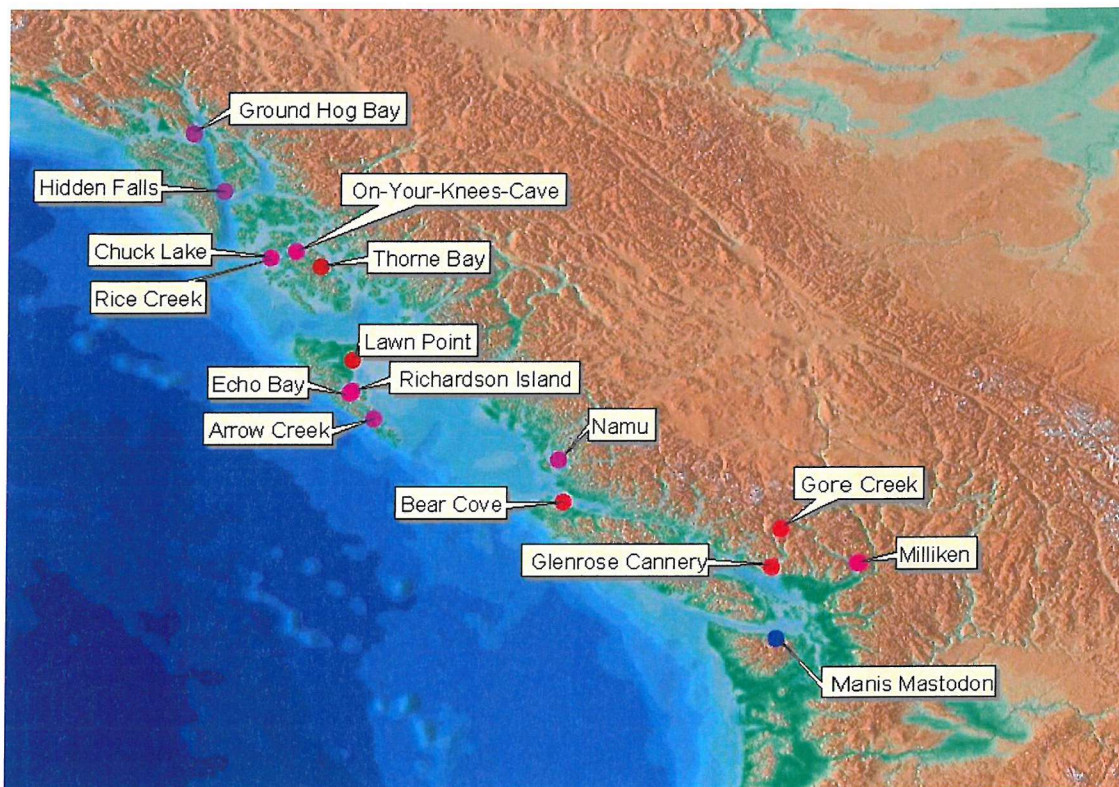 Ground Hog Bay
Hidden Falls
On-Your-Knees-Cave
Chuck Lake
Thorne Bay
Rice Creek
Lawn Point
Echo Bay
Richardson Island
Arrow Creek
Namu
Bear Cove
Gore Creek
Glenrose Cannery
Milliken
Manis Mastodon